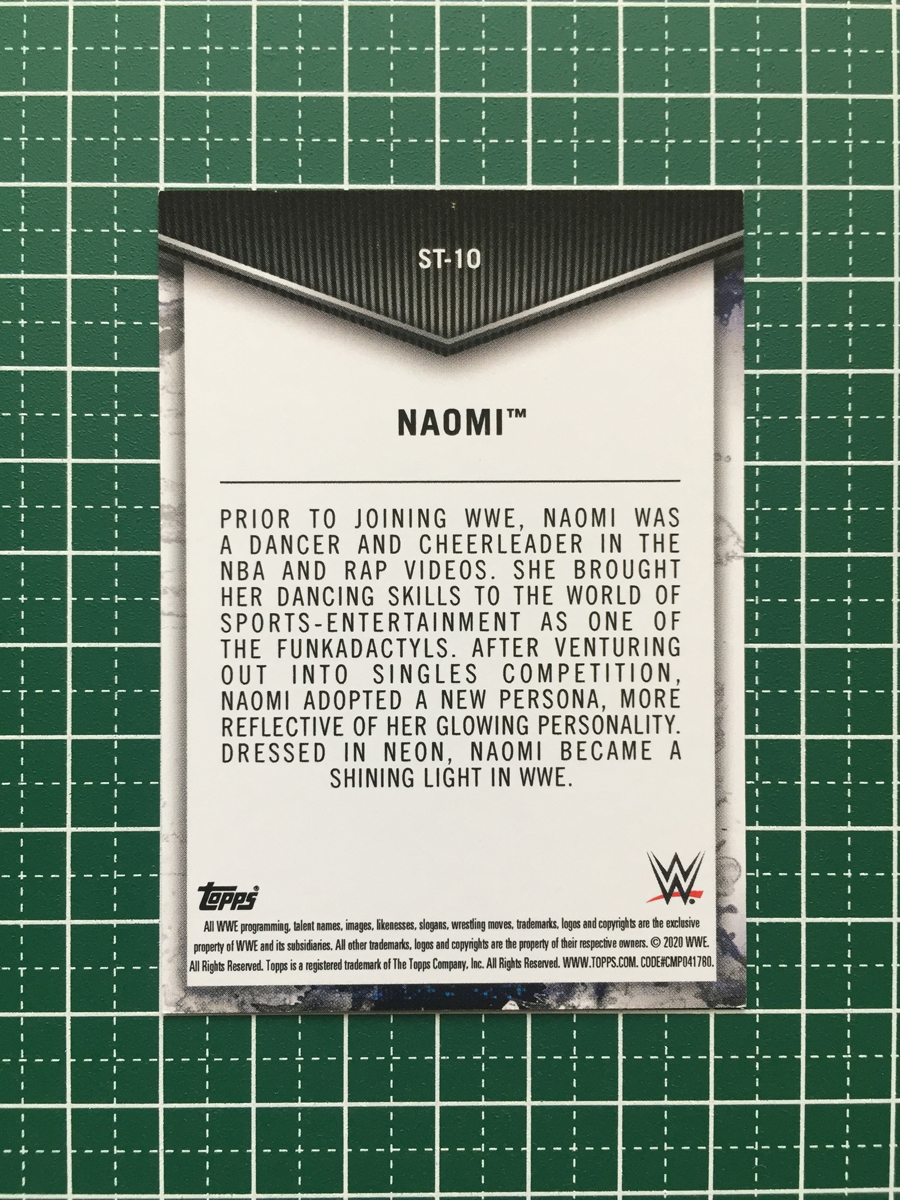 ST-10
NAOMI™
PRIOR TO JOINING WWE, NAOMI WAS
A DANCER AND CHEERLEADER IN THE
NBA AND RAP VIDEOS. SHE BROUGHT
HER DANCING SKILLS TO THE WORLD OF
SPORTS-ENTERTAINMENT AS ONE OF
THE FUNKADACTYLS. AFTER VENTURING
OUT INTO SINGLES COMPETITION,
NAOMI ADOPTED A NEW PERSONA, MORE
REFLECTIVE OF HER GLOWING PERSONALITY.
DRESSED IN NEON, NAOMI BECAME A
SHINING LIGHT IN WWE.
topps®
W
All WWE programming, talent names, images, likenesses, slogans, wrestling moves, trademarks, logos and copyrights are the exclusive
property of WWE and its subsidiaries. All other trademarks, logos and copyrights are the property of their respective owners. © 2020 WWE.
All Rights Reserved. Topps is a registered trademark of The Topps Company, Inc. All Rights Reserved. WWW.TOPPS.COM. CODE#CMP041780.